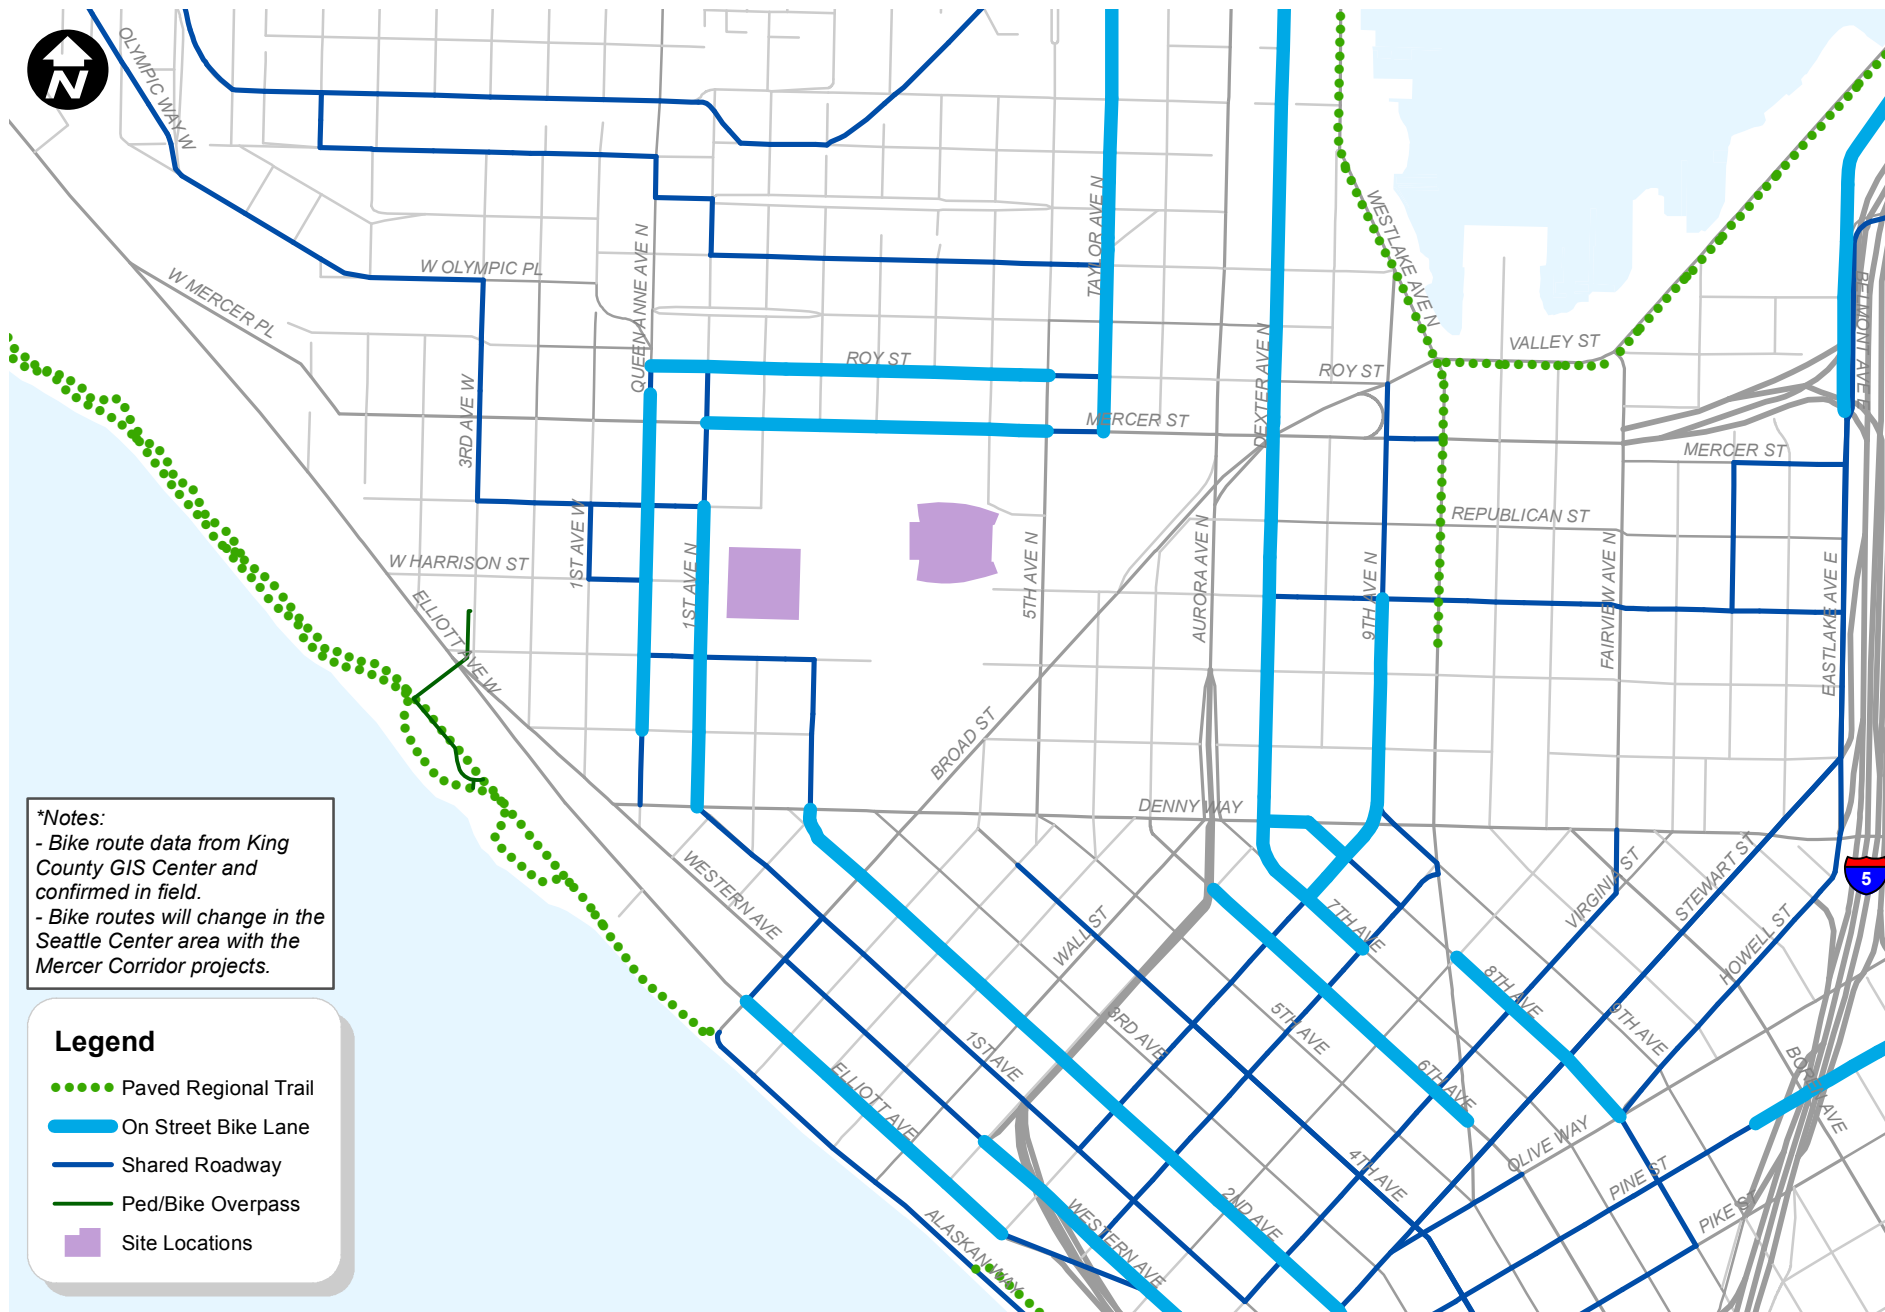 N
OLYMPIC WAY W
W OLYMPIC PL
W MERCER PL
QUEEN ANNE AVE N
TAYLOR AVE N
WESTLAKE AVE N
VALLEY ST
BELMONT AVE E
ROY ST
ROY ST
DEXTER AVE N
MERCER ST
MERCER ST
3RD AVE W
REPUBLICAN ST
1ST AVE W
W HARRISON ST
1ST AVE N
5TH AVE N
AURORA AVE N
9TH AVE N
FAIRVIEW AVE N
EASTLAKE AVE E
ELLIOTT AVE W
BROAD ST
DENNY WAY
WESTERN AVE
WALL ST
7TH AVE
VIRGINIA ST
STEWART ST
HOWELL ST
5
8TH AVE
9TH AVE
3RD AVE
5TH AVE
6TH AVE
1ST AVE
ELLIOTT AVE
BOREN AVE
OLIVE WAY
4TH AVE
PINE ST
PIKE ST
2ND AVE
WESTERN AVE
ALASKAN WAY
*Notes:
- Bike route data from King
County GIS Center and
confirmed in field.
- Bike routes will change in the
Seattle Center area with the
Mercer Corridor projects.
Legend
Paved Regional Trail
On Street Bike Lane
Shared Roadway
Ped/Bike Overpass
Site Locations